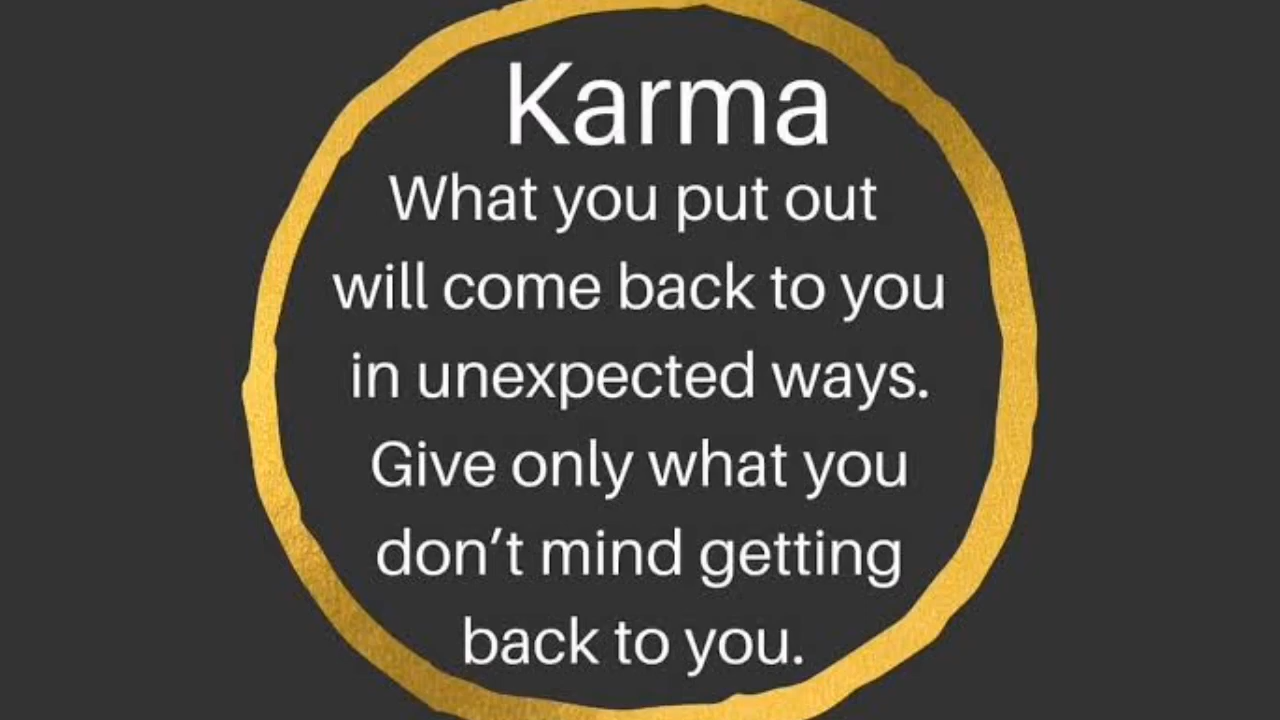 Karma
What you put out
will come back to you
in unexpected ways.
Give only what you
don’t mind getting
back to you.